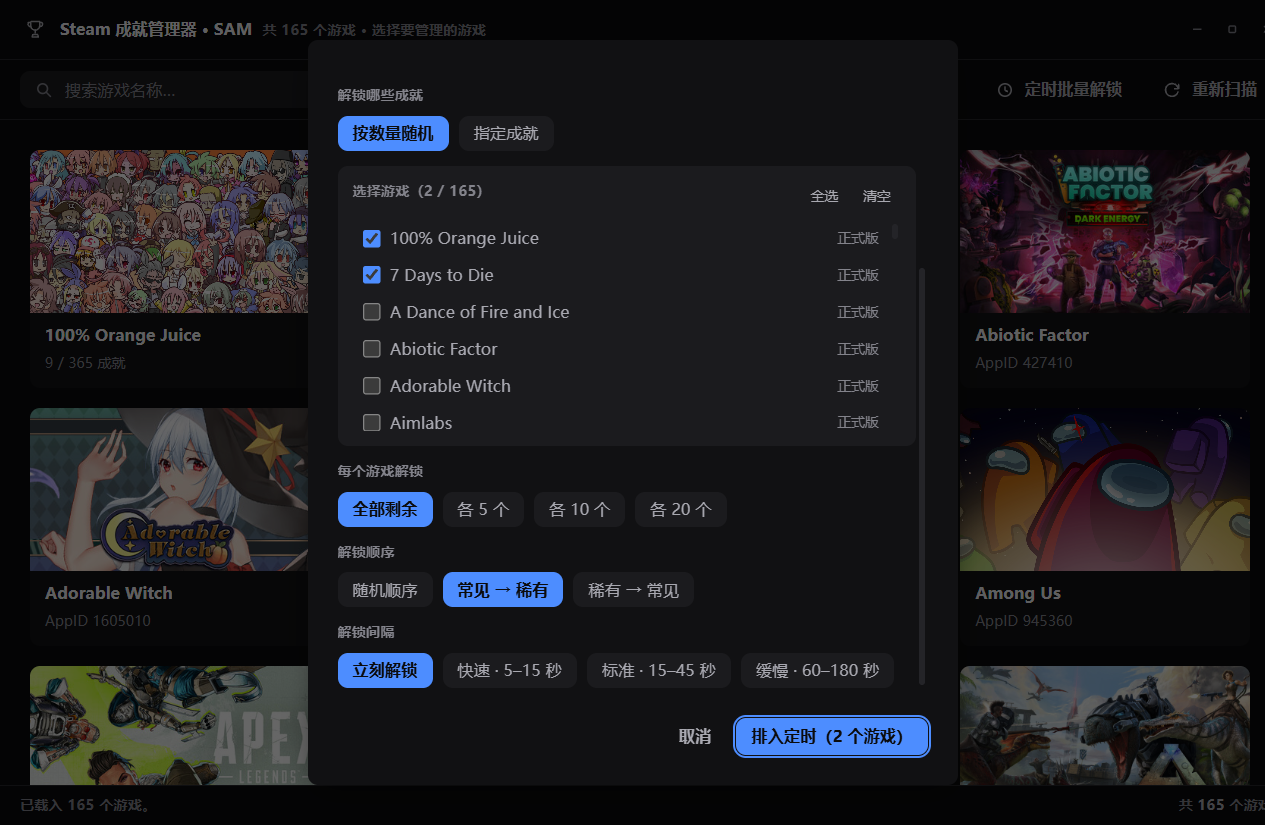 Steam 成就管理器 • SAM 共 165 个游戏 • 选择要管理的游戏
搜索游戏名称...
定时批量解锁
重新扫描
解锁哪些成就
按数量随机
指定成就
选择游戏（2 / 165）
全选
清空
100% Orange Juice
正式版
7 Days to Die
正式版
A Dance of Fire and Ice
正式版
Abiotic Factor
正式版
Adorable Witch
正式版
Aimlabs
正式版
每个游戏解锁
全部剩余
各 5 个
各 10 个
各 20 个
解锁顺序
随机顺序
常见 → 稀有
稀有 → 常见
解锁间隔
立刻解锁
快速 · 5–15 秒
标准 · 15–45 秒
缓慢 · 60–180 秒
取消
排入定时（2 个游戏）
100% Orange Juice
9 / 365 成就
ABIOTIC
FACTOR
DARK ENERGY
Abiotic Factor
AppID 427410
Adorable
Witch
Adorable Witch
AppID 1605010
Among Us
AppID 945360
APEX
LEGENDS
已载入 165 个游戏。
共 165 个游戏